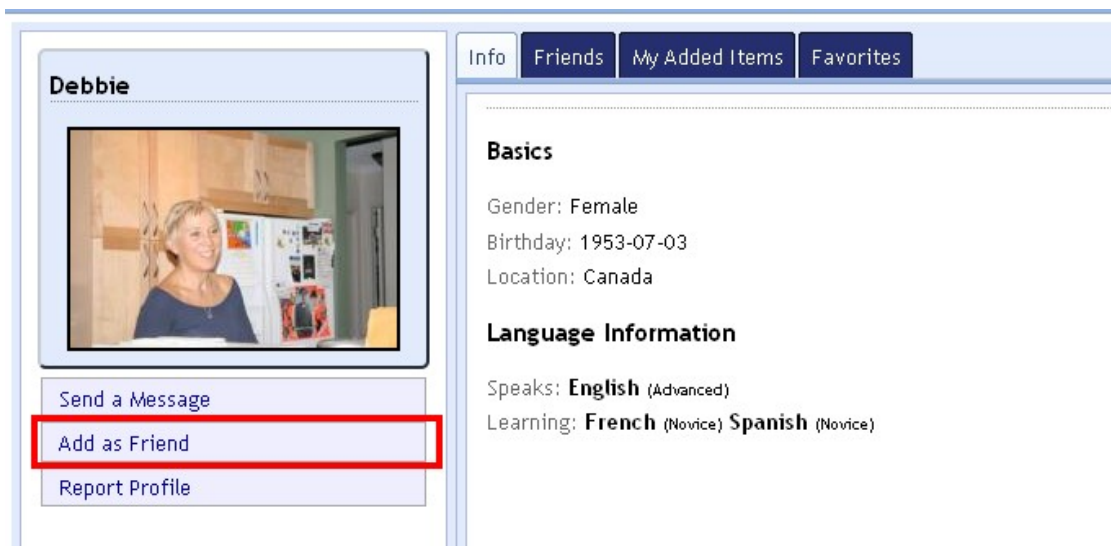 Debbie
Send a Message
Add as Friend
Report Profile
Info Friends My Added Items Favorites
Basics
Gender: Female
Birthday: 1953-07-03
Location: Canada
Language Information
Speaks: English (Advanced)
Learning: French (Novice) Spanish (Novice)